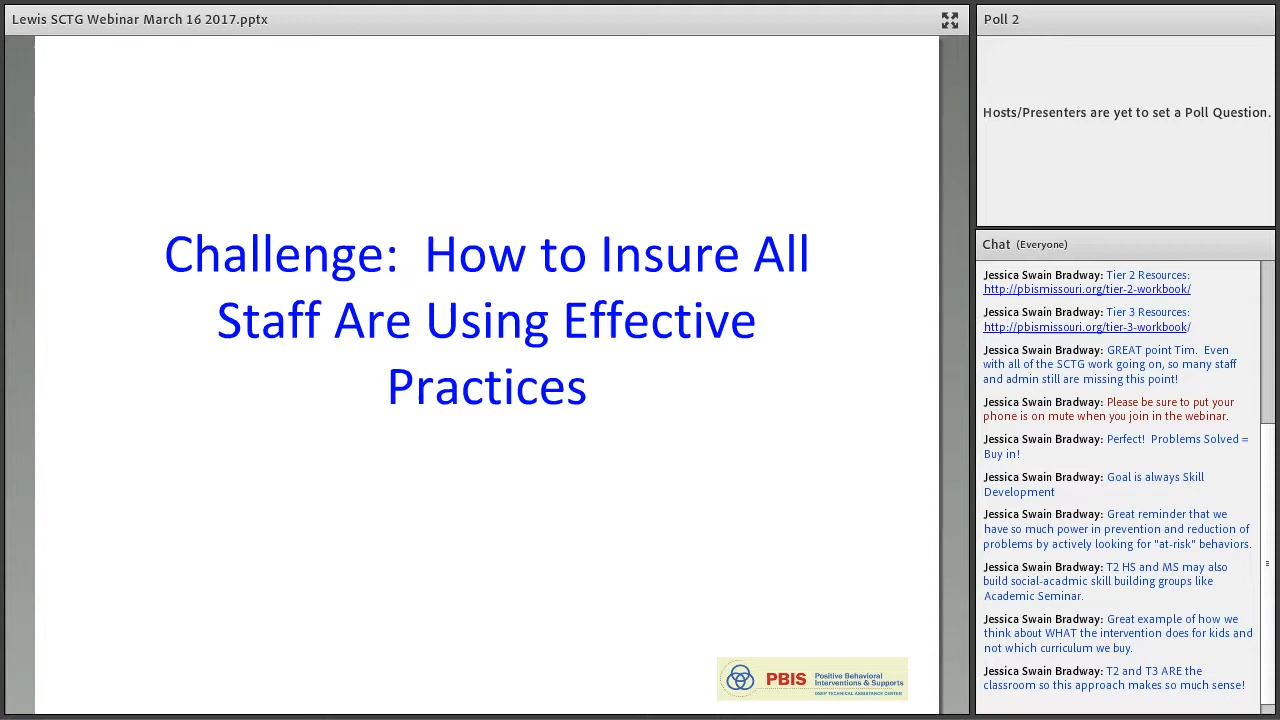 Lewis SCTG Webinar March 16 2017.pptx
Challenge:  How to Insure All
Staff Are Using Effective
Practices
PBIS
Positive Behavioral
Interventions & Supports
OSEP TECHNICAL ASSISTANCE CENTER
Poll 2
Hosts/Presenters are yet to set a Poll Question.
Chat (Everyone)
Jessica Swain Bradway: Tier 2 Resources:
http://pbismissouri.org/tier-2-workbook/
Jessica Swain Bradway: Tier 3 Resources:
http://pbismissouri.org/tier-3-workbook/
Jessica Swain Bradway: GREAT point Tim.  Even
with all of the SCTG work going on, so many staff
and admin still are missing this point!
Jessica Swain Bradway: Please be sure to put your
phone is on mute when you join in the webinar.
Jessica Swain Bradway: Perfect!  Problems Solved =
Buy in!
Jessica Swain Bradway: Goal is always Skill
Development
Jessica Swain Bradway: Great reminder that we
have so much power in prevention and reduction of
problems by actively looking for "at-risk" behaviors.
Jessica Swain Bradway: T2 HS and MS may also
build social-acadmic skill building groups like
Academic Seminar.
Jessica Swain Bradway: Great example of how we
think about WHAT the intervention does for kids and
not which curriculum we buy.
Jessica Swain Bradway: T2 and T3 ARE the
classroom so this approach makes so much sense!